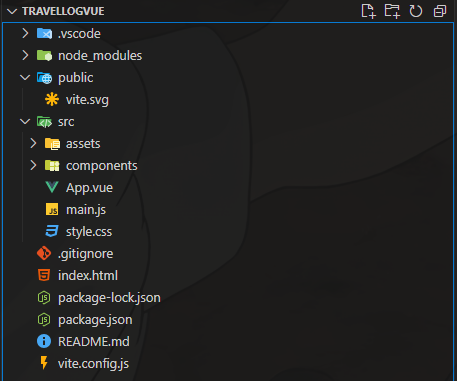 TRAVELLOGVUE
.vscode
node_modules
public
vite.svg
src
assets
components
App.vue
main.js
style.css
.gitignore
index.html
package-lock.json
package.json
README.md
vite.config.js